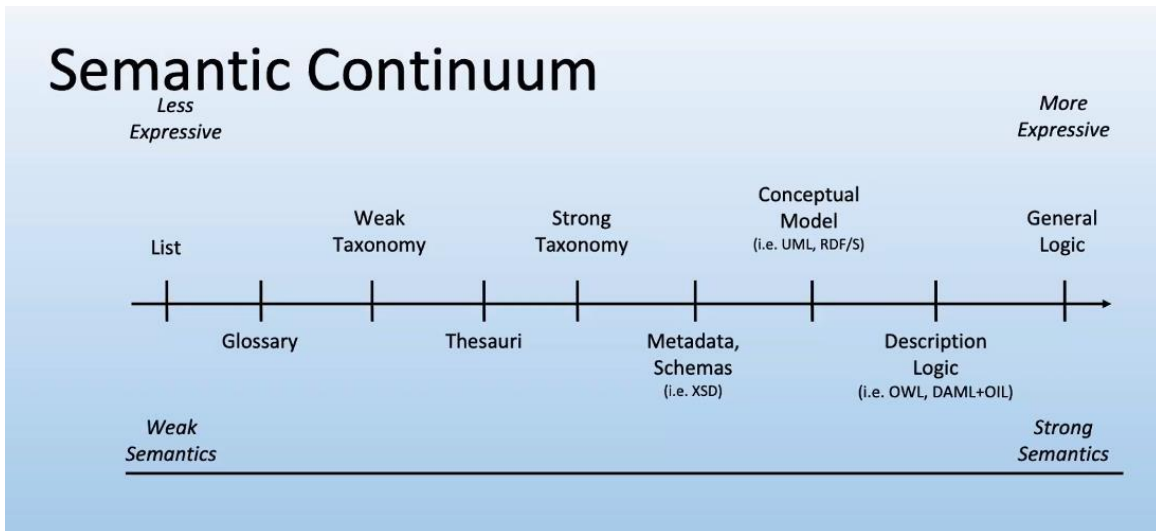 Semantic Continuum
Less
Expressive
More
Expressive
List
Weak
Taxonomy
Strong
Taxonomy
Conceptual
Model
(i.e. UML, RDF/S)
General
Logic
Glossary
Thesauri
Metadata,
Schemas
(i.e. XSD)
Description
Logic
(i.e. OWL, DAML+OIL)
Weak
Semantics
Strong
Semantics